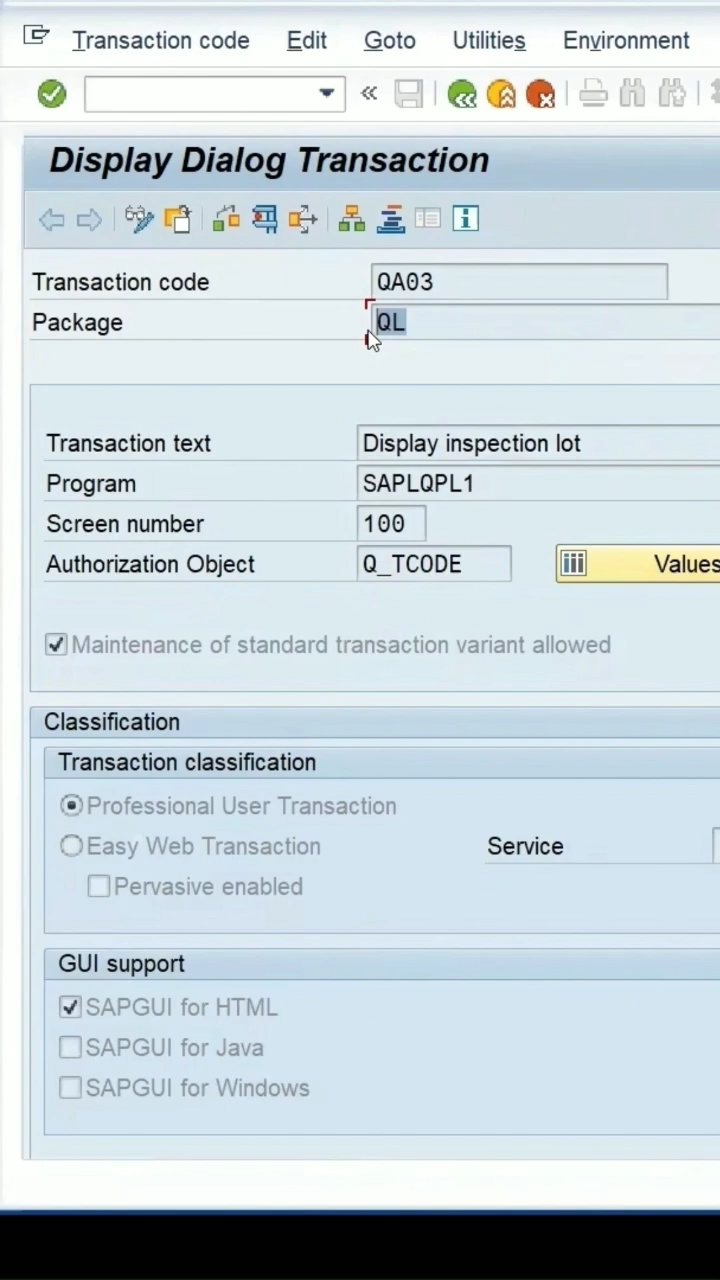 Transaction code Edit Goto Utilities Environment
Display Dialog Transaction
Transaction code QA03
Package QL
Transaction text Display inspection lot
Program SAPLQPL1
Screen number 100
Authorization Object Q_TCODE Values
Maintenance of standard transaction variant allowed
Classification
Transaction classification
Professional User Transaction
Easy Web Transaction Service
Pervasive enabled
GUI support
SAPGUI for HTML
SAPGUI for Java
SAPGUI for Windows